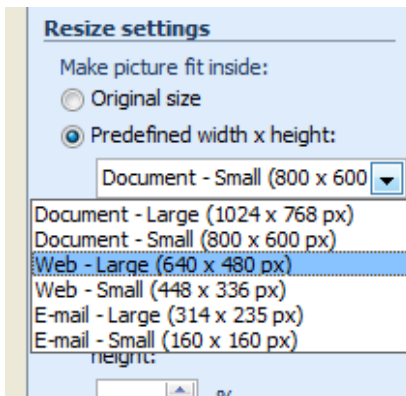 Resize settings
Make picture fit inside:
Original size
Predefined width x height:
Document - Small (800 x 600
Document - Large (1024 x 768 px)
Document - Small (800 x 600 px)
Web - Large (640 x 480 px)
Web - Small (448 x 336 px)
E-mail - Large (314 x 235 px)
E-mail - Small (160 x 160 px)
height:
%